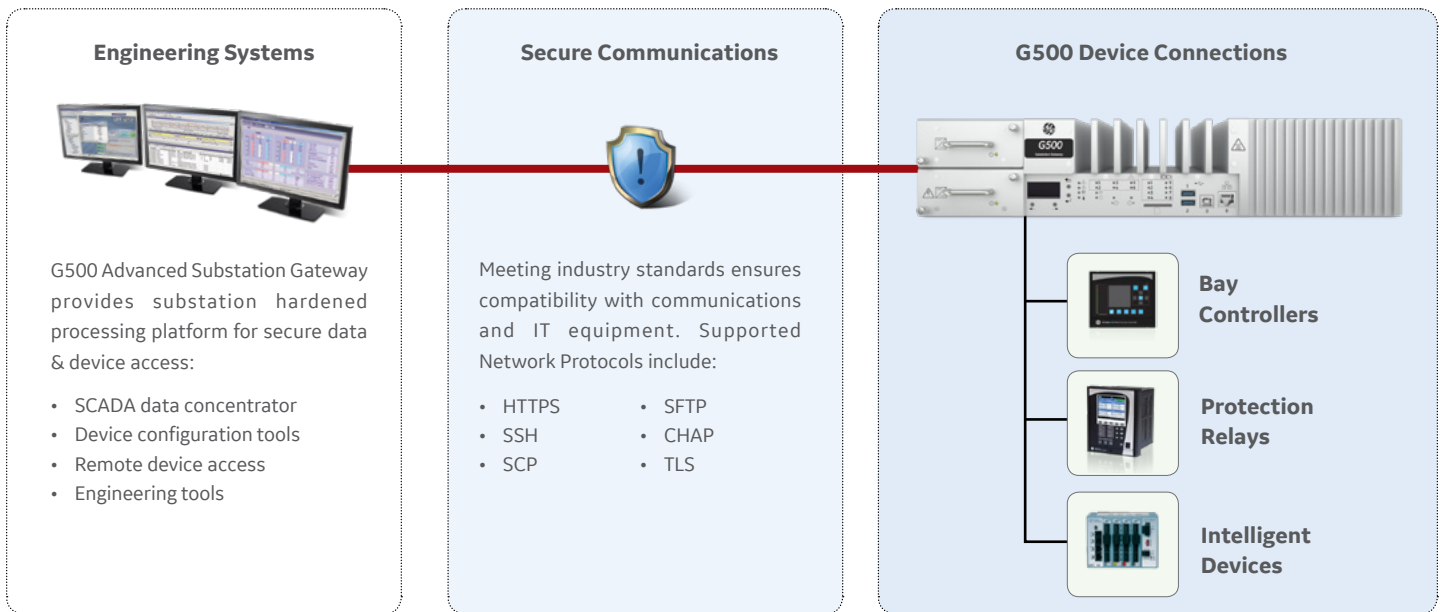 Engineering Systems
G500 Advanced Substation Gateway
provides substation hardened
processing platform for secure data
& device access:
• SCADA data concentrator
• Device configuration tools
• Remote device access
• Engineering tools
Secure Communications
Meeting industry standards ensures
compatibility with communications
and IT equipment. Supported
Network Protocols include:
• HTTPS
• SSH
• SCP
• SFTP
• CHAP
• TLS
G500 Device Connections
G500
Bay
Controllers
Protection
Relays
Intelligent
Devices